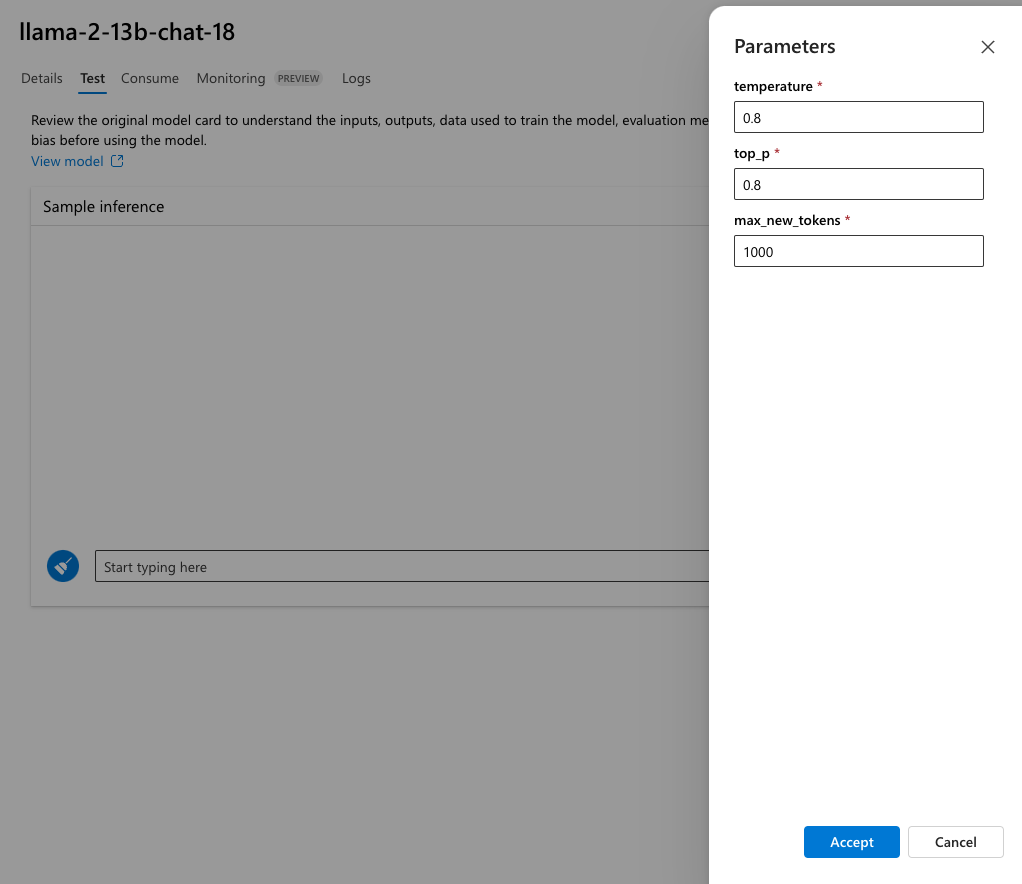 llama-2-13b-chat-18
Details Test Consume Monitoring PREVIEW Logs
Review the original model card to understand the inputs, outputs, data used to train the model, evaluation me
bias before using the model.
View model
Sample inference
Start typing here
Parameters
temperature *
0.8
top_p *
0.8
max_new_tokens *
1000
Accept Cancel